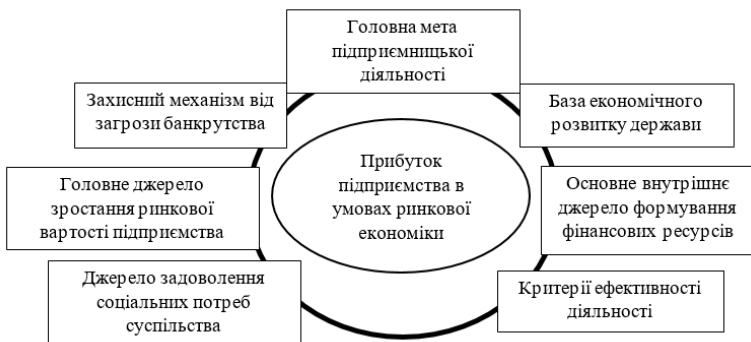 Головна мета
підприємницької
діяльності
Захисний механізм від
загрози банкрутства
База економічного
розвитку держави
Прибуток
підприємства в
умовах ринкової
економіки
Головне джерело
зростання ринкової
вартості підприємства
Основне внутрішнє
джерело формування
фінансових ресурсів
Джерело задоволення
соціальних потреб
суспільства
Критерії ефективності
діяльності